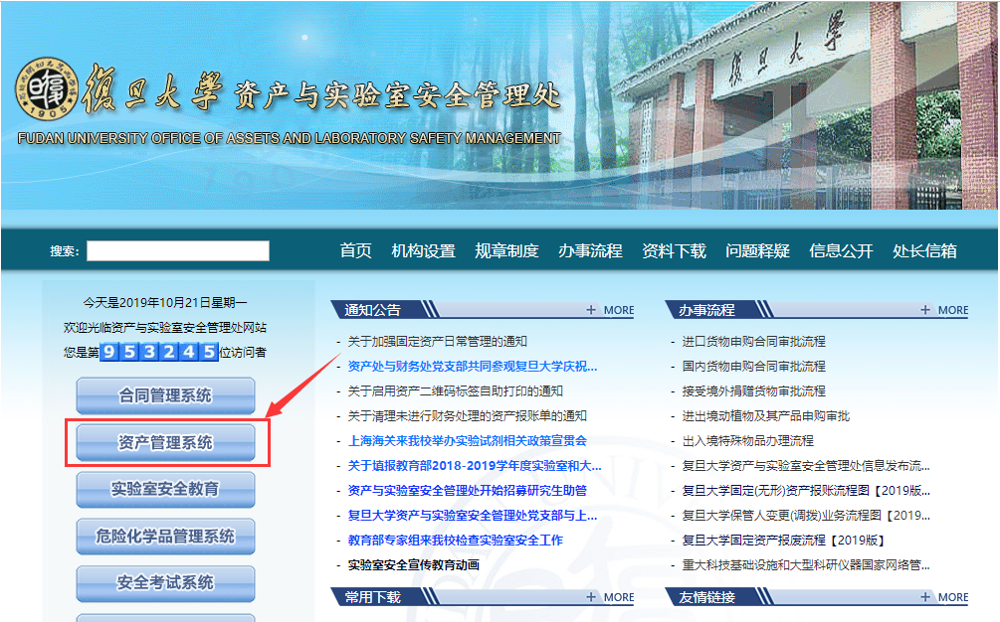 復旦大學 资产与实验室安全管理处
1905
FUDAN UNIVERSITY OFFICE OF ASSETS AND LABORATORY SAFETY MANAGEMENT
復旦大學
搜索:
首页 机构设置 规章制度 办事流程 资料下载 问题释疑 信息公开 处长信箱
今天是2019年10月21日星期一
欢迎光临资产与实验室安全管理处网站
您是第953245位访问者
合同管理系统
资产管理系统
实验室安全教育
危险化学品管理系统
安全考试系统
通知公告 + MORE
- 关于加强固定资产日常管理的通知
- 资产处与财务处党支部共同参观复旦大学庆祝...
- 关于启用资产二维码标签自助打印的通知
- 关于清理未进行财务处理的资产报账单的通知
- 上海海关来我校举办实验试剂相关政策宣贯会
- 关于填报教育部2018-2019学年度实验室和大...
- 资产与实验室安全管理处开始招募研究生助管
- 复旦大学资产与实验室安全管理处党支部与上...
- 教育部专家组来我校检查实验室安全工作
- 实验室安全宣传教育动画
常用下载 + MORE
办事流程 + MORE
- 进口货物申购合同审批流程
- 国内货物申购合同审批流程
- 接受境外捐赠货物审批流程
- 进出境动植物及其产品申购审批
- 出入境特殊物品办理流程
- 复旦大学资产与实验室安全管理处信息发布流...
- 复旦大学固定(无形)资产报账流程图【2019版...
- 复旦大学保管人变更(调拨)业务流程图【2019...
- 复旦大学固定资产报废流程【2019版】
- 重大科技基础设施和大型科研仪器国家网络管...
友情链接 + MORE